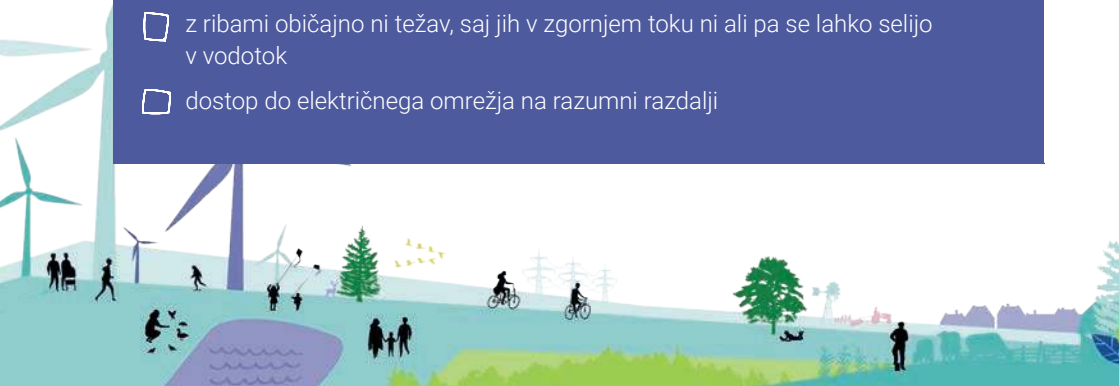 z ribami običajno ni težav, saj jih v zgornjem toku ni ali pa se lahko selijo
v vodotok
dostop do električnega omrežja na razumni razdalji